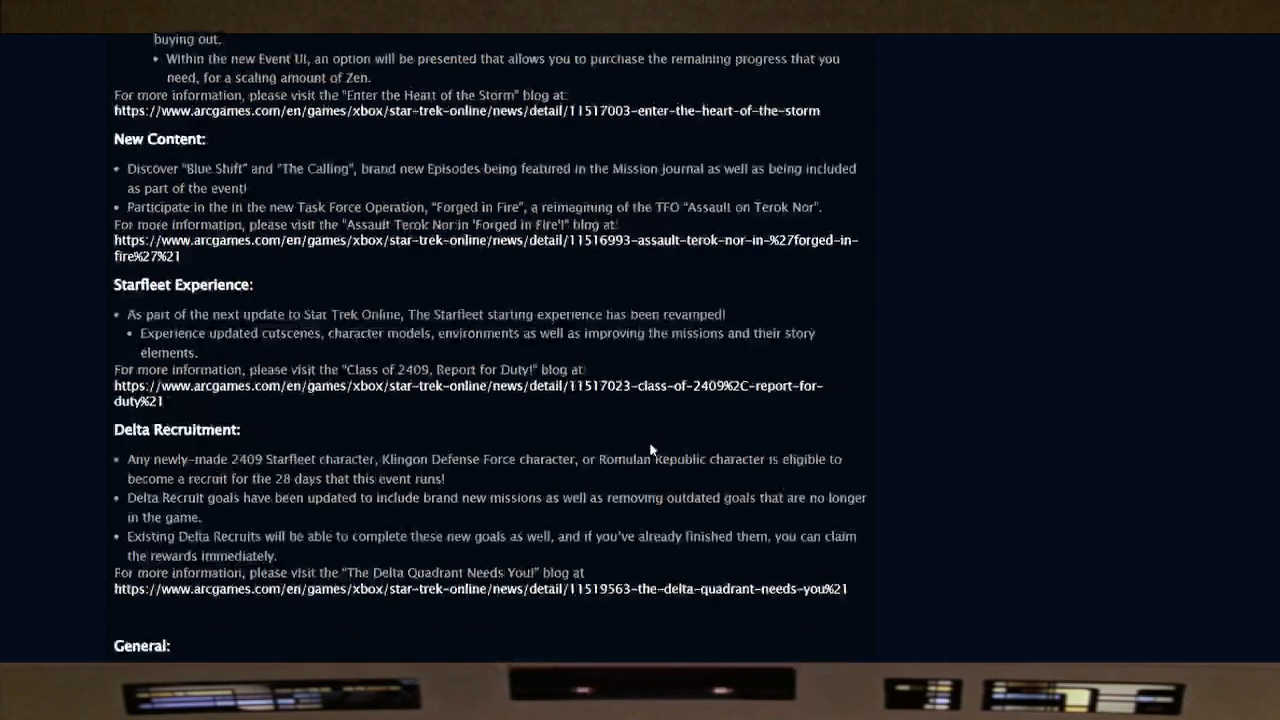 buying out.
• Within the new Event UI, an option will be presented that allows you to purchase the remaining progress that you
need, for a scaling amount of Zen.
For more information, please visit the "Enter the Heart of the Storm" blog at:
https://www.arcgames.com/en/games/xbox/star-trek-online/news/detail/11517003-enter-the-heart-of-the-storm
New Content:
• Discover "Blue Shift" and "The Calling", brand new Episodes being featured in the Mission Journal as well as being included
as part of the event!
• Participate in the in the new Task Force Operation, "Forged in Fire", a reimagining of the TFO "Assault on Terok Nor".
For more information, please visit the "Assault Terok Nor in 'Forged in Fire'!" blog at:
https://www.arcgames.com/en/games/xbox/star-trek-online/news/detail/11516993-assault-terok-nor-in-%27forged-in-
fire%27%21
Starfleet Experience:
• As part of the next update to Star Trek Online, The Starfleet starting experience has been revamped!
• Experience updated cutscenes, character models, environments as well as improving the missions and their story
elements.
For more information, please visit the "Class of 2409, Report for Duty!" blog at:
https://www.arcgames.com/en/games/xbox/star-trek-online/news/detail/11517023-class-of-2409%2C-report-for-
duty%21
Delta Recruitment:
• Any newly-made 2409 Starfleet character, Klingon Defense Force character, or Romulan Republic character is eligible to
become a recruit for the 28 days that this event runs!
• Delta Recruit goals have been updated to include brand new missions as well as removing outdated goals that are no longer
in the game.
• Existing Delta Recruits will be able to complete these new goals as well, and if you've already finished them, you can claim
the rewards immediately.
For more information, please visit the "The Delta Quadrant Needs You!" blog at
https://www.arcgames.com/en/games/xbox/star-trek-online/news/detail/11519563-the-delta-quadrant-needs-you%21
General: